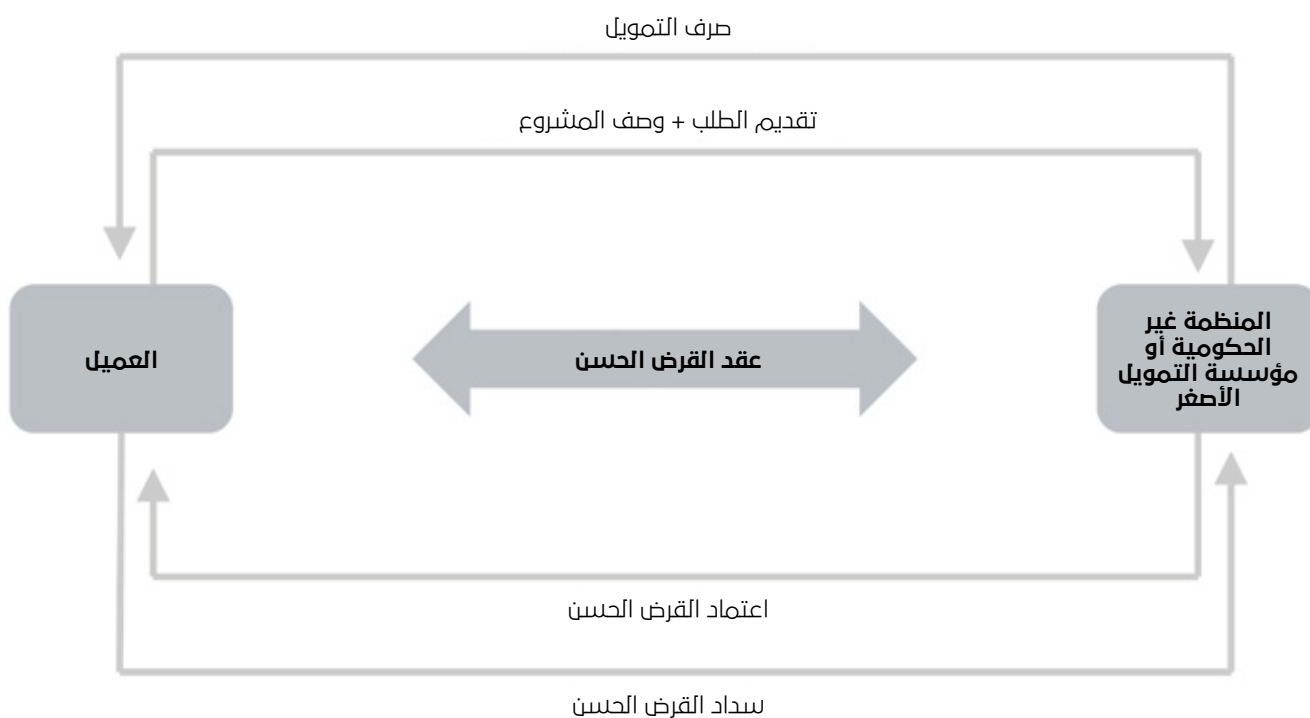 صرف التمويل
تقديم الطلب + وصف المشروع
المنظمة غير
الحكومية أو
مؤسسة التمويل
الأصغر
عقد القرض الحسن
العميل
اعتماد القرض الحسن
سداد القرض الحسن